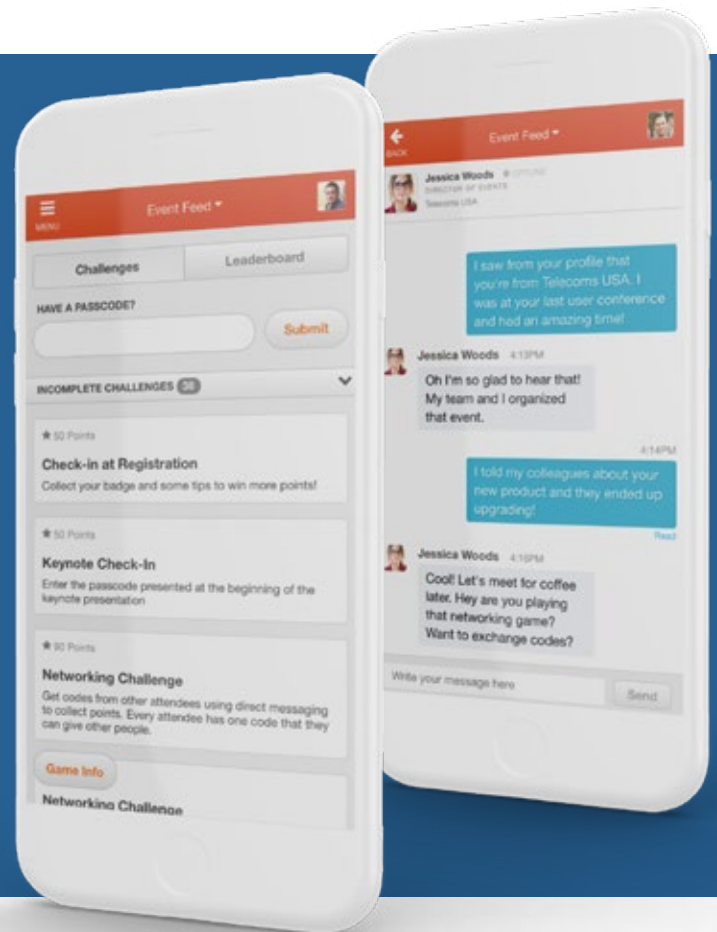 MENU
Event Feed
Challenges
Leaderboard
HAVE A PASSCODE?
Submit
INCOMPLETE CHALLENGES
★ 50 Points
Check-in at Registration
Collect your badge and some tips to win more points!
★ 50 Points
Keynote Check-In
Enter the passcode presented at the beginning of the
keynote presentation
★ 90 Points
Networking Challenge
Get codes from other attendees using direct messaging
to collect points. Every attendee has one code that they
can give other people.
Game Info
Networking Challenge
BACK
Event Feed
Jessica Woods OFFLINE
DIRECTOR OF EVENTS
Telecoms USA
I saw from your profile that
you're from Telecoms USA. I
was at your last user conference
and had an amazing time!
Jessica Woods 4:13PM
Oh I'm so glad to hear that!
My team and I organized
that event.
4:14PM
I told my colleagues about your
new product and they ended up
upgrading!
Read
Jessica Woods 4:16PM
Cool! Let's meet for coffee
later. Hey are you playing
that networking game?
Want to exchange codes?
Write your message here
Send